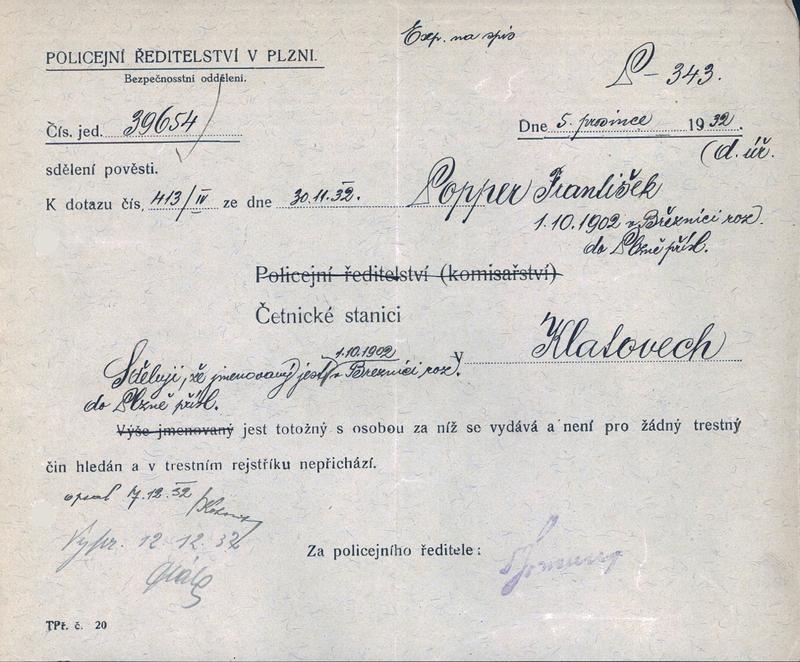 Exp. na spis
POLICEJNÍ ŘEDITELSTVÍ V PLZNI.
Bezpečnosstní oddělení.
P - 343.
Čís. jed. 39654
Dne 5. prosince 1932.
(d. úř.
sdělení pověsti.
K dotazu čís. 413/IV ze dne 30.11.32. Popper František
1.10.1902 v Březnici roz.
do Plzně přísl.
Policejní ředitelství (komisařství)
Četnické stanici
v Klatovech
Sděluji, že jmenovaný jest 1.10.1902 v Březnici roz.
do Plzně přísl.
Výše jmenovaný jest totožný s osobou za níž se vydává a není pro žádný trestný
čin hledán a v trestním rejstříku nepřichází.
opsal 7.12.32
Vypr. 12.12.32
Za policejního ředitele:
TPř. č. 20